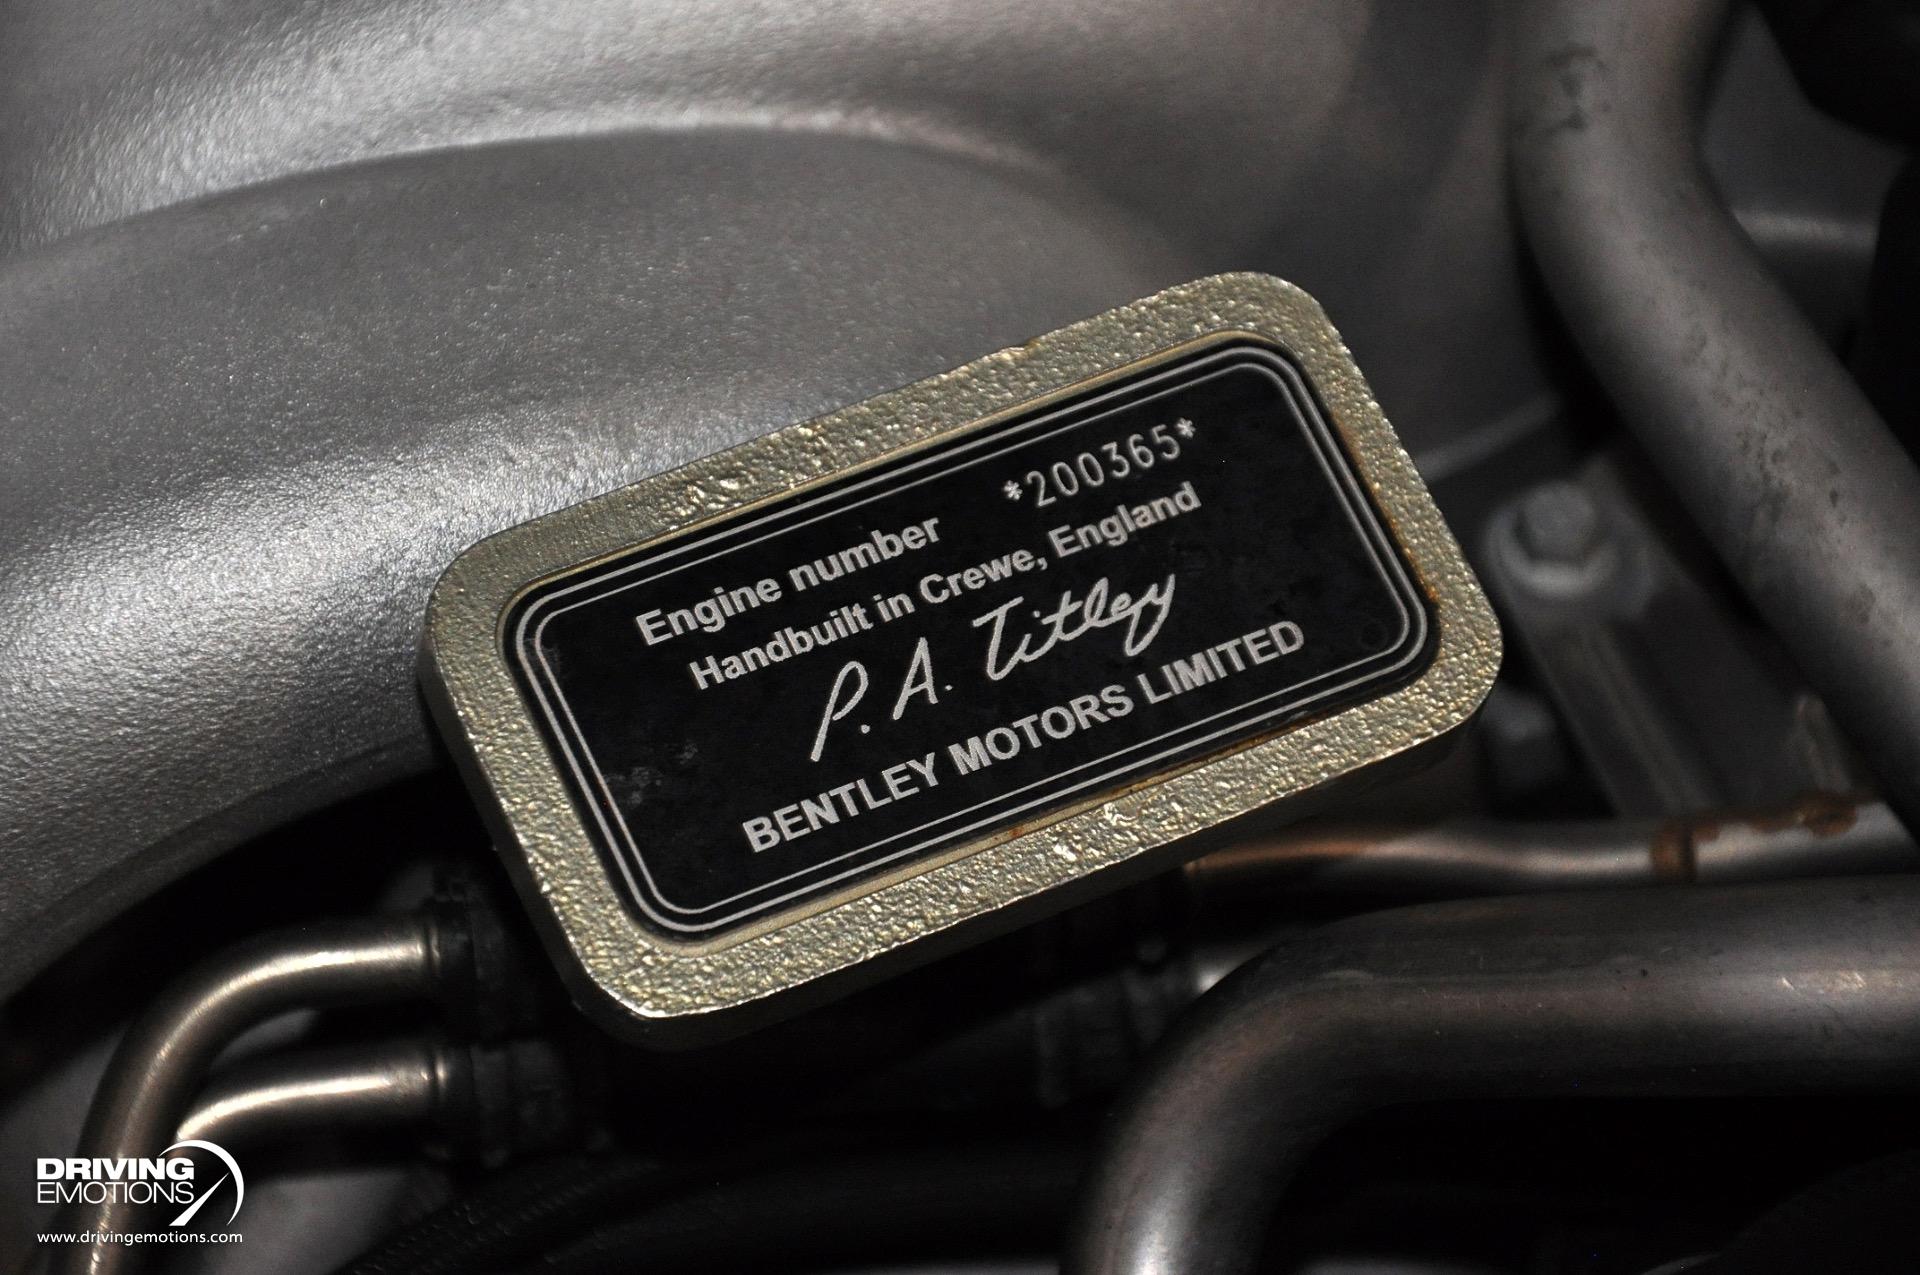 Engine number *200365*
Handbuilt in Crewe, England
P. A. Titley
BENTLEY MOTORS LIMITED
DRIVING
EMOTIONS
www.drivingemotions.com